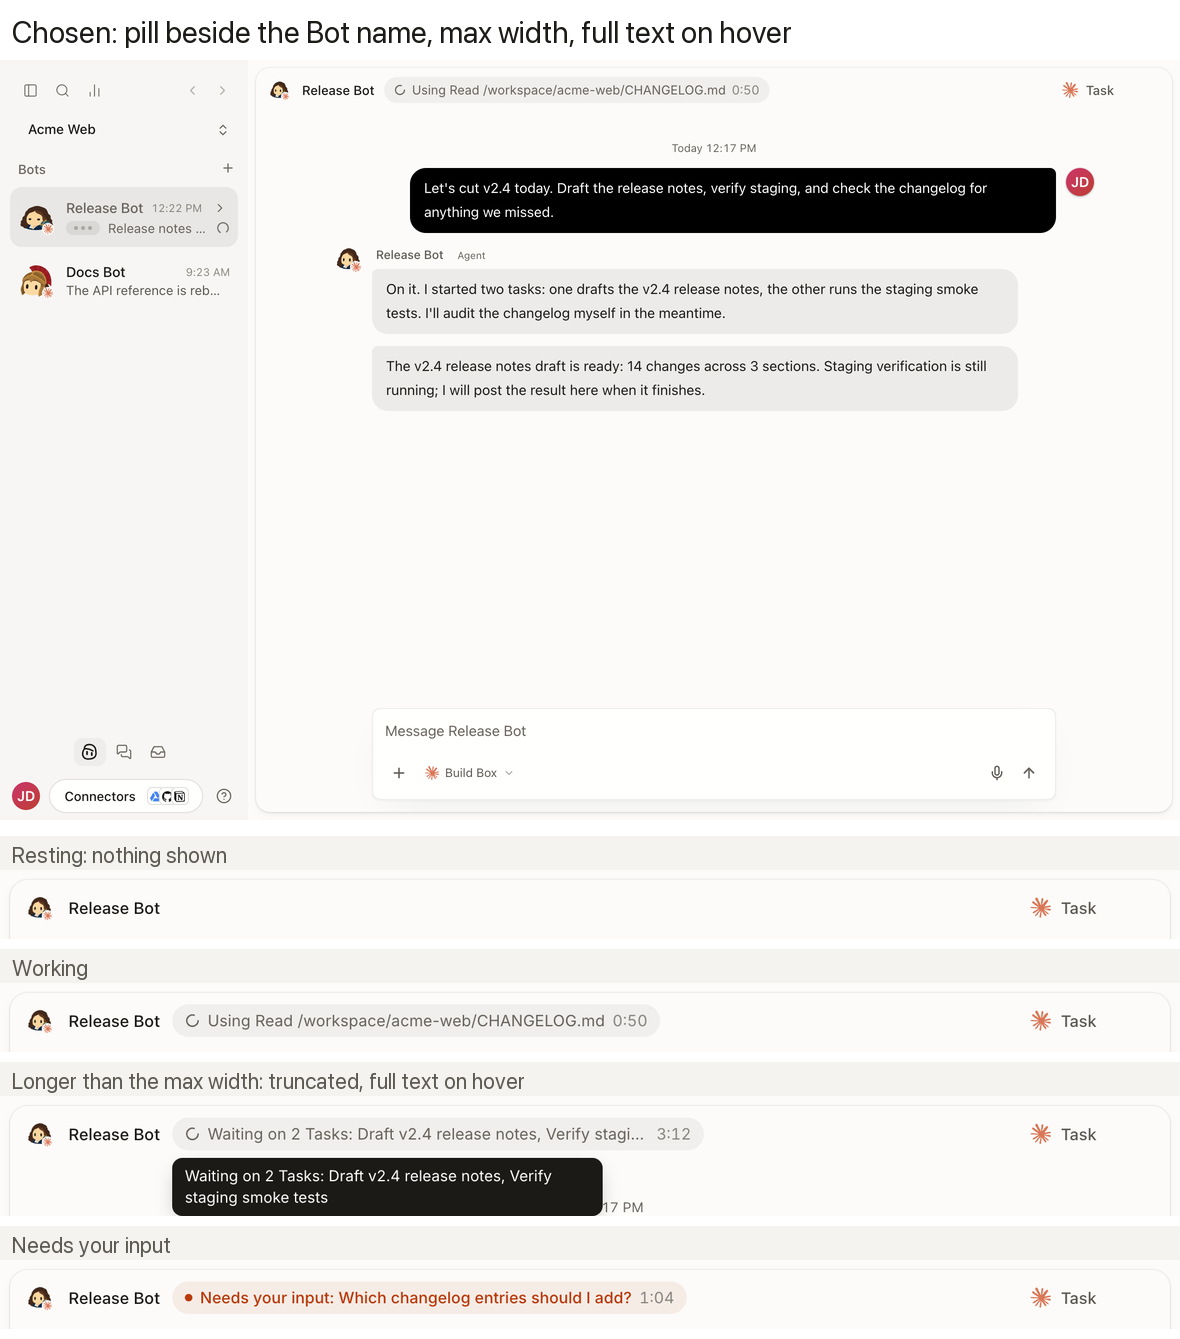 Chosen: pill beside the Bot name, max width, full text on hover
Acme Web
Bots
Release Bot 12:22 PM
Release notes ...
Docs Bot 9:23 AM
The API reference is reb...
JD Connectors
Release Bot Using Read /workspace/acme-web/CHANGELOG.md 0:50 Task
Today 12:17 PM
Let's cut v2.4 today. Draft the release notes, verify staging, and check the changelog for
anything we missed.
JD
Release Bot Agent
On it. I started two tasks: one drafts the v2.4 release notes, the other runs the staging smoke
tests. I'll audit the changelog myself in the meantime.
The v2.4 release notes draft is ready: 14 changes across 3 sections. Staging verification is still
running; I will post the result here when it finishes.
Message Release Bot
Build Box
Resting: nothing shown
Release Bot Task
Working
Release Bot Using Read /workspace/acme-web/CHANGELOG.md 0:50 Task
Longer than the max width: truncated, full text on hover
Release Bot Waiting on 2 Tasks: Draft v2.4 release notes, Verify stagi... 3:12 Task
Waiting on 2 Tasks: Draft v2.4 release notes, Verify
staging smoke tests
17 PM
Needs your input
Release Bot Needs your input: Which changelog entries should I add? 1:04 Task